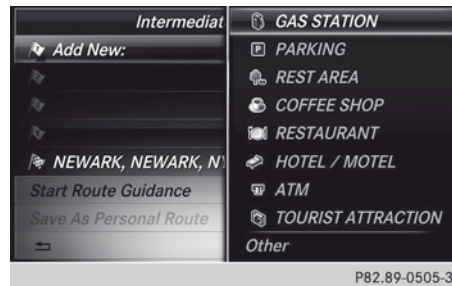 Intermediat
Add New:
NEWARK, NEWARK, NY
Start Route Guidance
Save As Personal Route
GAS STATION
P PARKING
REST AREA
COFFEE SHOP
RESTAURANT
HOTEL / MOTEL
ATM
TOURIST ATTRACTION
Other
P82.89-0505-3